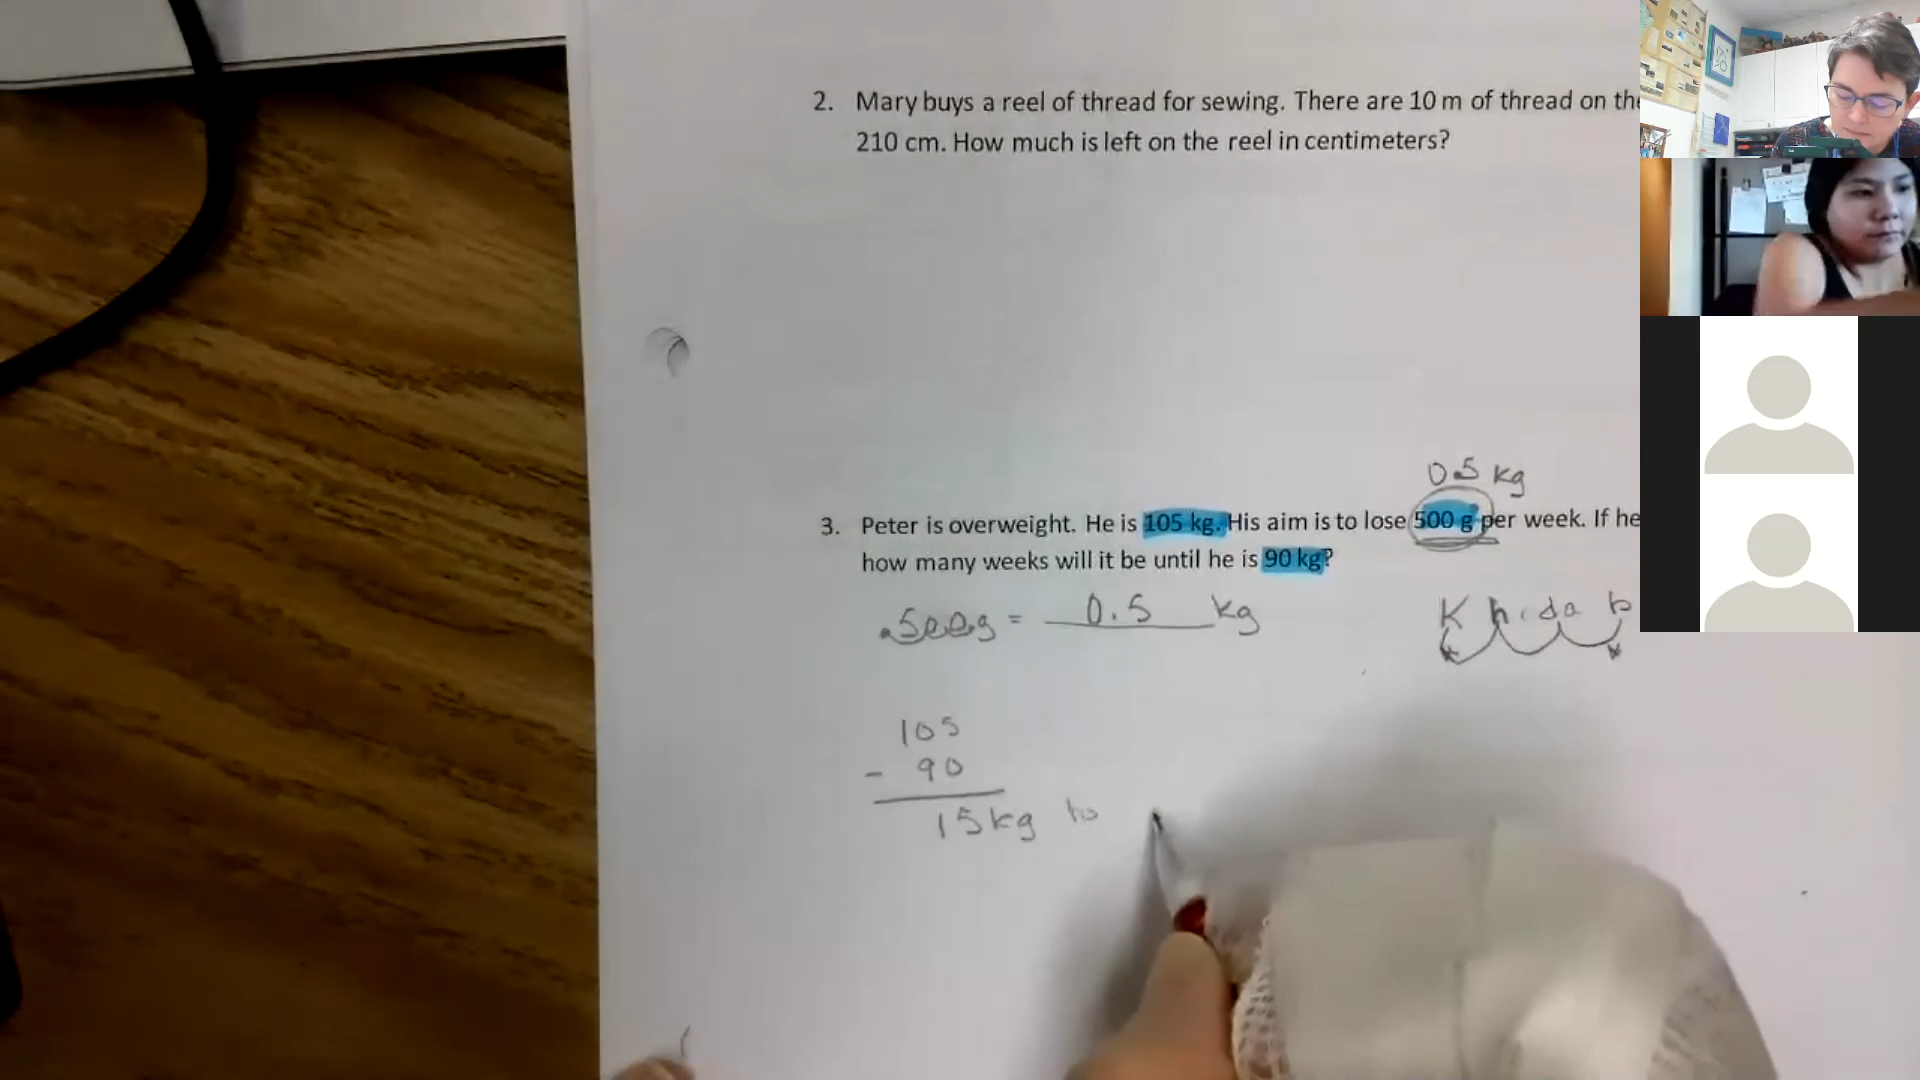 2. Mary buys a reel of thread for sewing. There are 10 m of thread on the
210 cm. How much is left on the reel in centimeters?
0.5 kg
3. Peter is overweight. He is 105 kg. His aim is to lose 500 g per week. If he
how many weeks will it be until he is 90 kg?
.500g = 0.5 kg
K h da b
105
- 90
15kg to